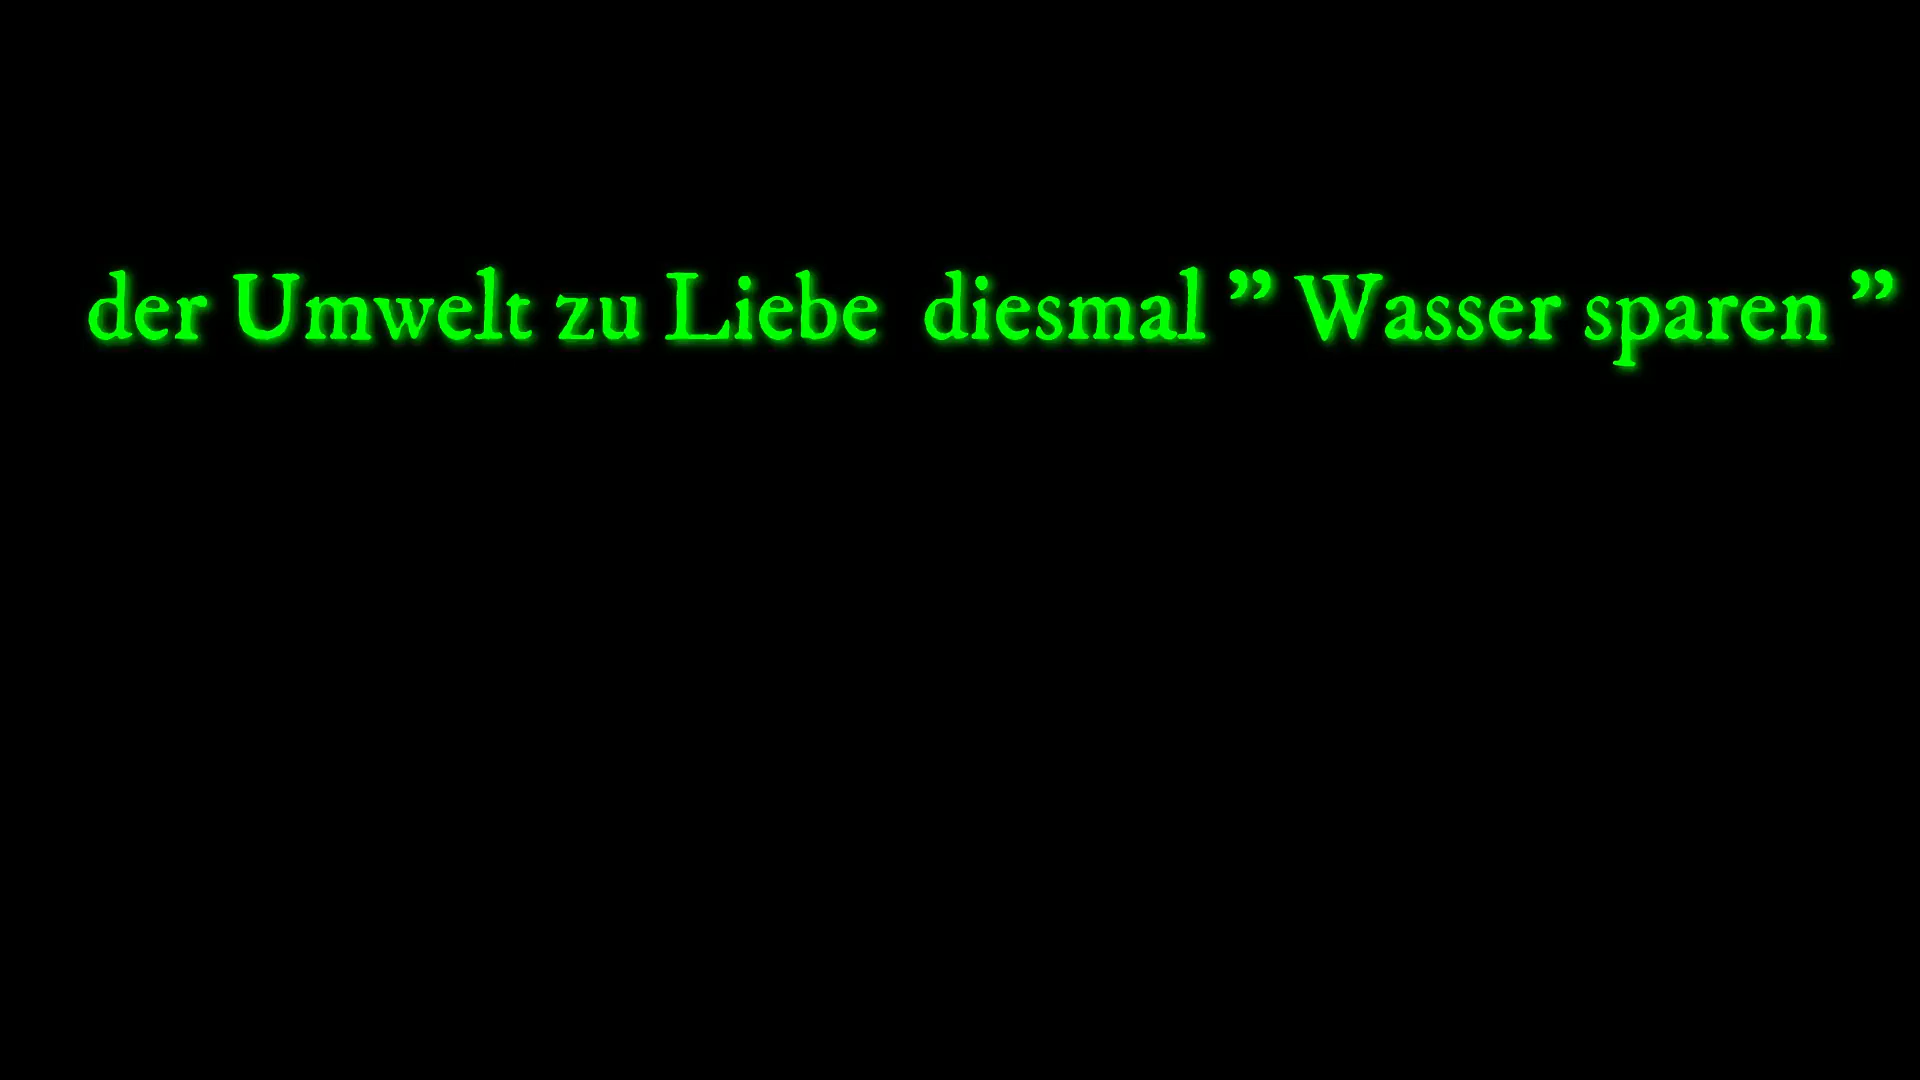 der Umwelt zu Liebe  diesmal ” Wasser sparen ”